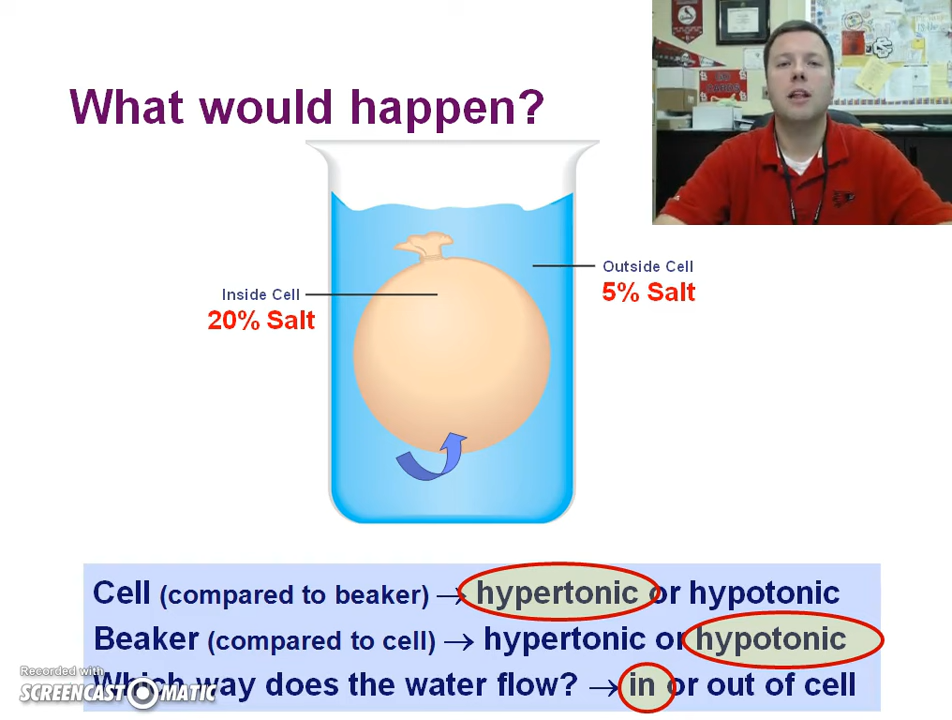 What would happen?
Outside Cell
5% Salt
Inside Cell
20% Salt
Cell (compared to beaker) → hypertonic or hypotonic
Beaker (compared to cell) → hypertonic or hypotonic
Which way does the water flow? → in or out of cell
Recorded with
SCREENCAST MATIC